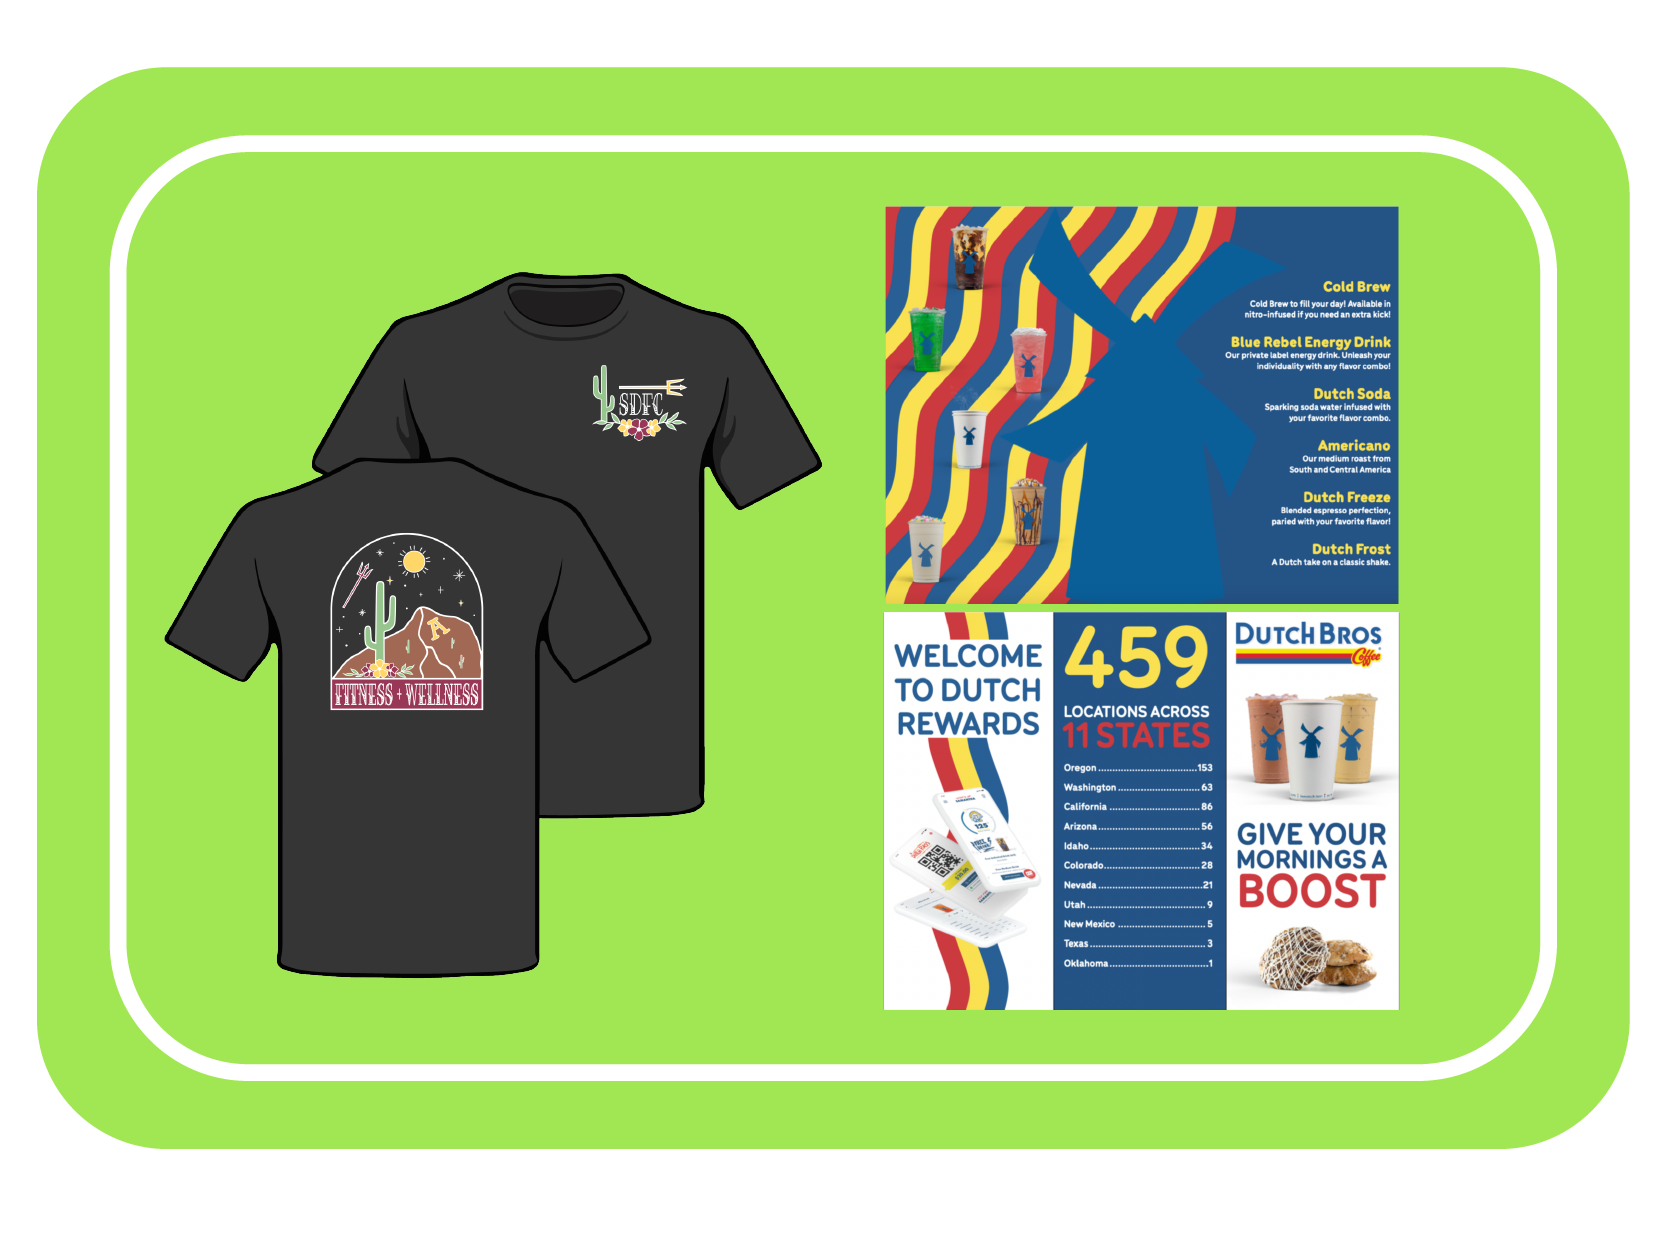 SDFC
A
FITNESS + WELLNESS
Cold Brew
Cold Brew to fill your day! Available in
nitro-infused if you need an extra kick!
Blue Rebel Energy Drink
Our private label energy drink. Unleash your
individuality with any flavor combo!
Dutch Soda
Sparking soda water infused with
your favorite flavor combo.
Americano
Our medium roast from
South and Central America
Dutch Freeze
Blended espresso perfection,
paried with your favorite flavor!
Dutch Frost
A Dutch take on a classic shake.
WELCOME
TO DUTCH
REWARDS
125
459
LOCATIONS ACROSS
11 STATES
Oregon 153
Washington 63
California 86
Arizona 56
Idaho 34
Colorado 28
Nevada 21
Utah 9
New Mexico 5
Texas 3
Oklahoma 1
DUTCH BROS
Coffee
GIVE YOUR
MORNINGS A
BOOST